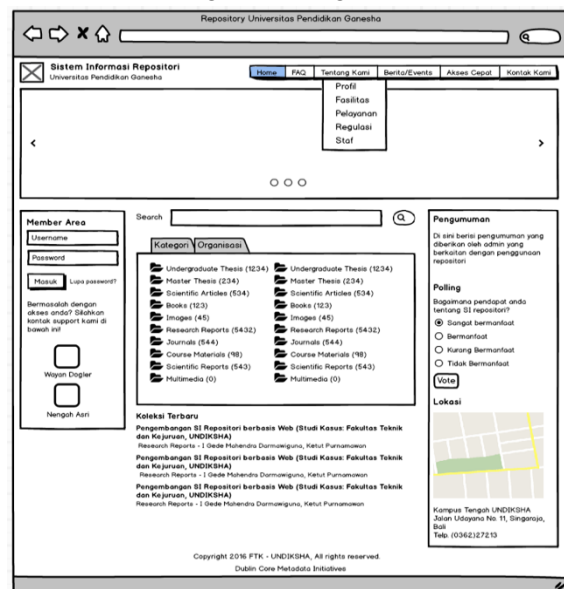 Repository Universitas Pendidikan Ganesha
Sistem Informasi Repositori
Universitas Pendidikan Ganesha
Home FAQ Tentang Kami Berita/Events Akses Cepat Kontak Kami
Profil
Fasilitas
Pelayanan
Regulasi
Staf
Member Area
Username
Password
Masuk Lupa password?
Bermasalah dengan
akses anda? Silahkan
kontak support kami di
bawah ini!
Wayan Dogler
Nengah Asri
Search
Kategori Organisasi
Undergraduate Thesis (1234) Undergraduate Thesis (1234)
Master Thesis (234) Master Thesis (234)
Scientific Articles (534) Scientific Articles (534)
Books (123) Books (123)
Images (45) Images (45)
Research Reports (5432) Research Reports (5432)
Journals (544) Journals (544)
Course Materials (98) Course Materials (98)
Scientific Reports (543) Scientific Reports (543)
Multimedia (0) Multimedia (0)
Koleksi Terbaru
Pengembangan SI Repositori berbasis Web (Studi Kasus: Fakultas Teknik
dan Kejuruan, UNDIKSHA)
Research Reports - I Gede Mahendra Darmawiguna, Ketut Purnamawan
Pengembangan SI Repositori berbasis Web (Studi Kasus: Fakultas Teknik
dan Kejuruan, UNDIKSHA)
Research Reports - I Gede Mahendra Darmawiguna, Ketut Purnamawan
Pengembangan SI Repositori berbasis Web (Studi Kasus: Fakultas Teknik
dan Kejuruan, UNDIKSHA)
Research Reports - I Gede Mahendra Darmawiguna, Ketut Purnamawan
Pengumuman
Di sini berisi pengumuman yang
diberikan oleh admin yang
berkaitan dengan penggunaan
repositori
Polling
Bagaimana pendapat anda
tentang SI repositori?
Sangat bermanfaat
Bermanfaat
Kurang Bermanfaat
Tidak Bermanfaat
Vote
Lokasi
Kampus Tengah UNDIKSHA
Jalan Udayana No. 11, Singaraja,
Bali
Telp. (0362)27213
Copyright 2016 FTK - UNDIKSHA, All rights reserved.
Dublin Core Metadata Initiatives